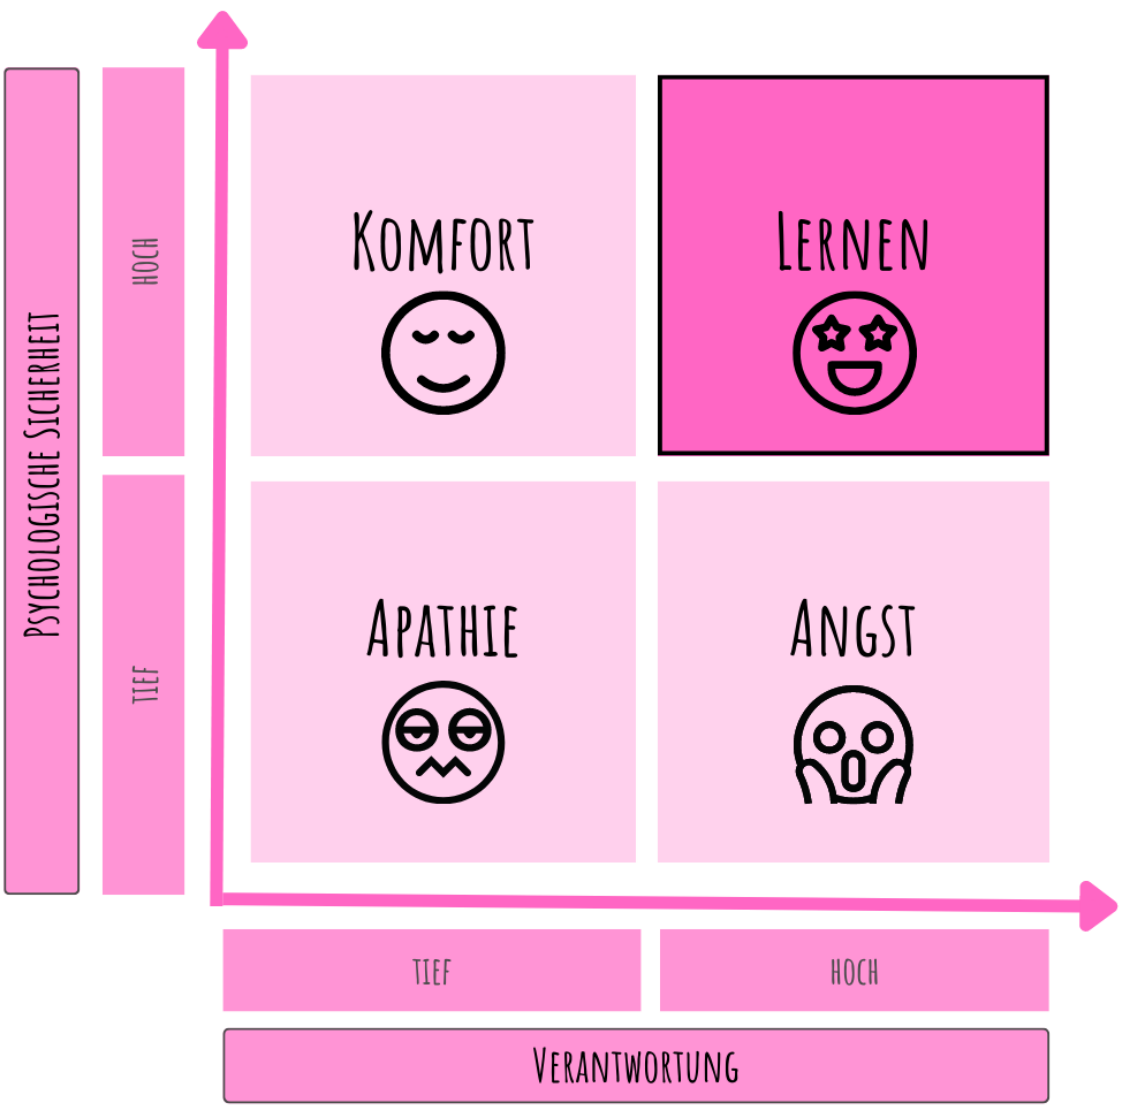 Psychologische Sicherheit
hoch
tief
Komfort
Lernen
Apathie
Angst
tief
hoch
Verantwortung